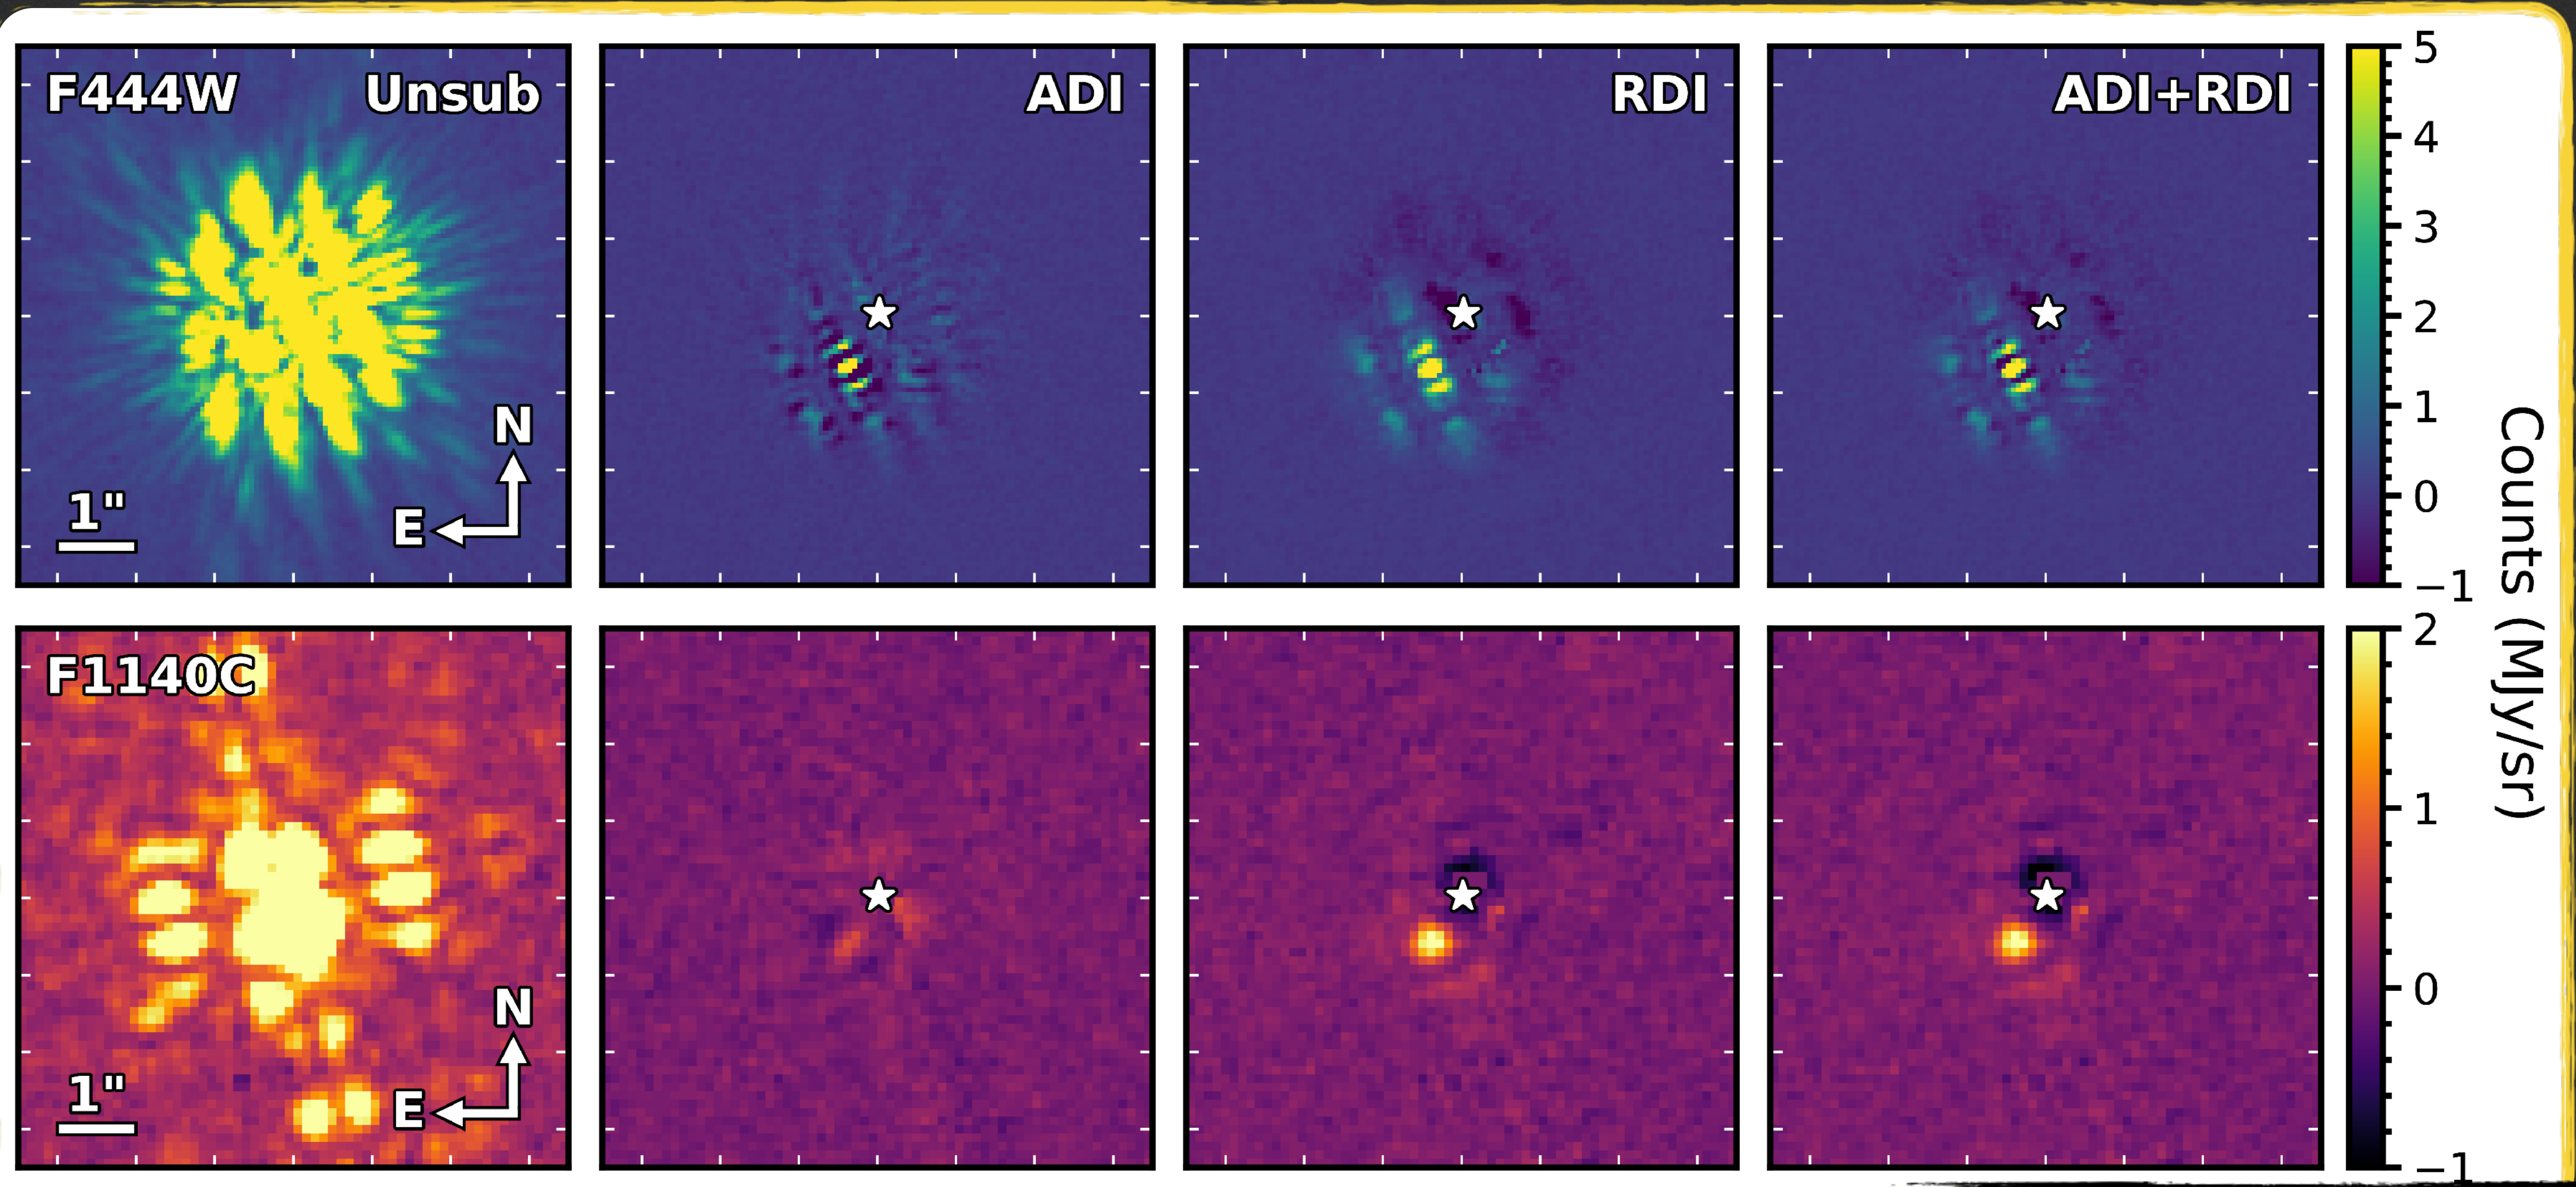 F444W Unsub
ADI
RDI
ADI+RDI
1"
N
E
5
4
3
2
1
0
−1
F1140C
1"
N
E
2
1
0
−1
Counts (MJy/sr)